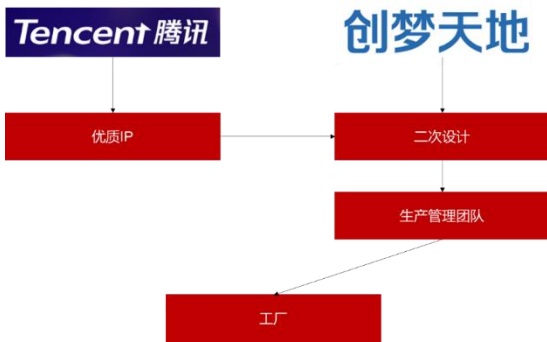 Tencent 腾讯
创梦天地
优质IP
二次设计
生产管理团队
工厂